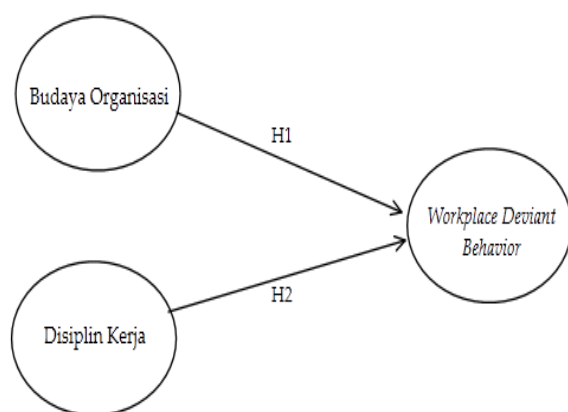 Budaya Organisasi
H1
Workplace Deviant
Behavior
H2
Disiplin Kerja